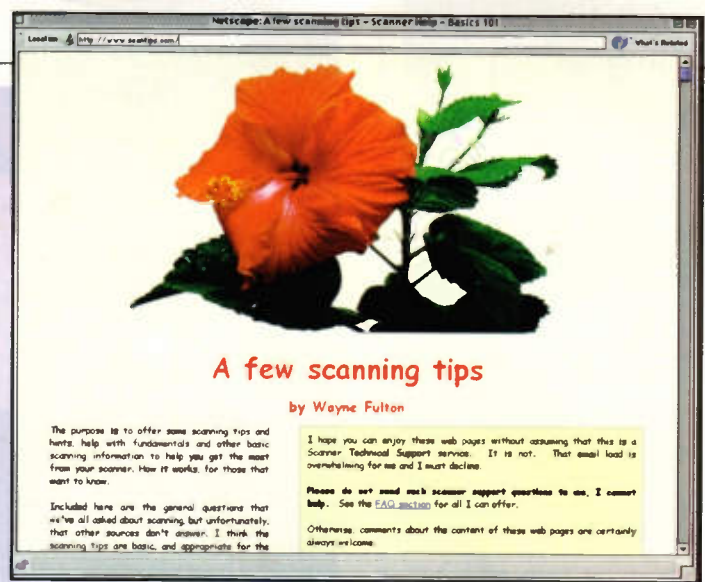 Netscape: A few scanning tips - Scanner Help - Basics 101
Location: http://www.scantips.com/
What's Related
A few scanning tips
by Wayne Fulton
The purpose is to offer some scanning tips and
hints, help with fundamentals and other basic
scanning information to help you get the most
from your scanner. How it works, for those that
want to know.
Included here are the general questions that
we've all asked about scanning, but unfortunately,
that other sources don't answer. I think the
scanning tips are basic, and appropriate for the
I hope you can enjoy these web pages without assuming that this is a
Scanner Technical Support service. It is not. That email load is
overwhelming for me and I must decline.
Please do not send such scanner support questions to me, I cannot
help. See the FAQ section for all I can offer.
Otherwise, comments about the content of these web pages are certainly
always welcome.